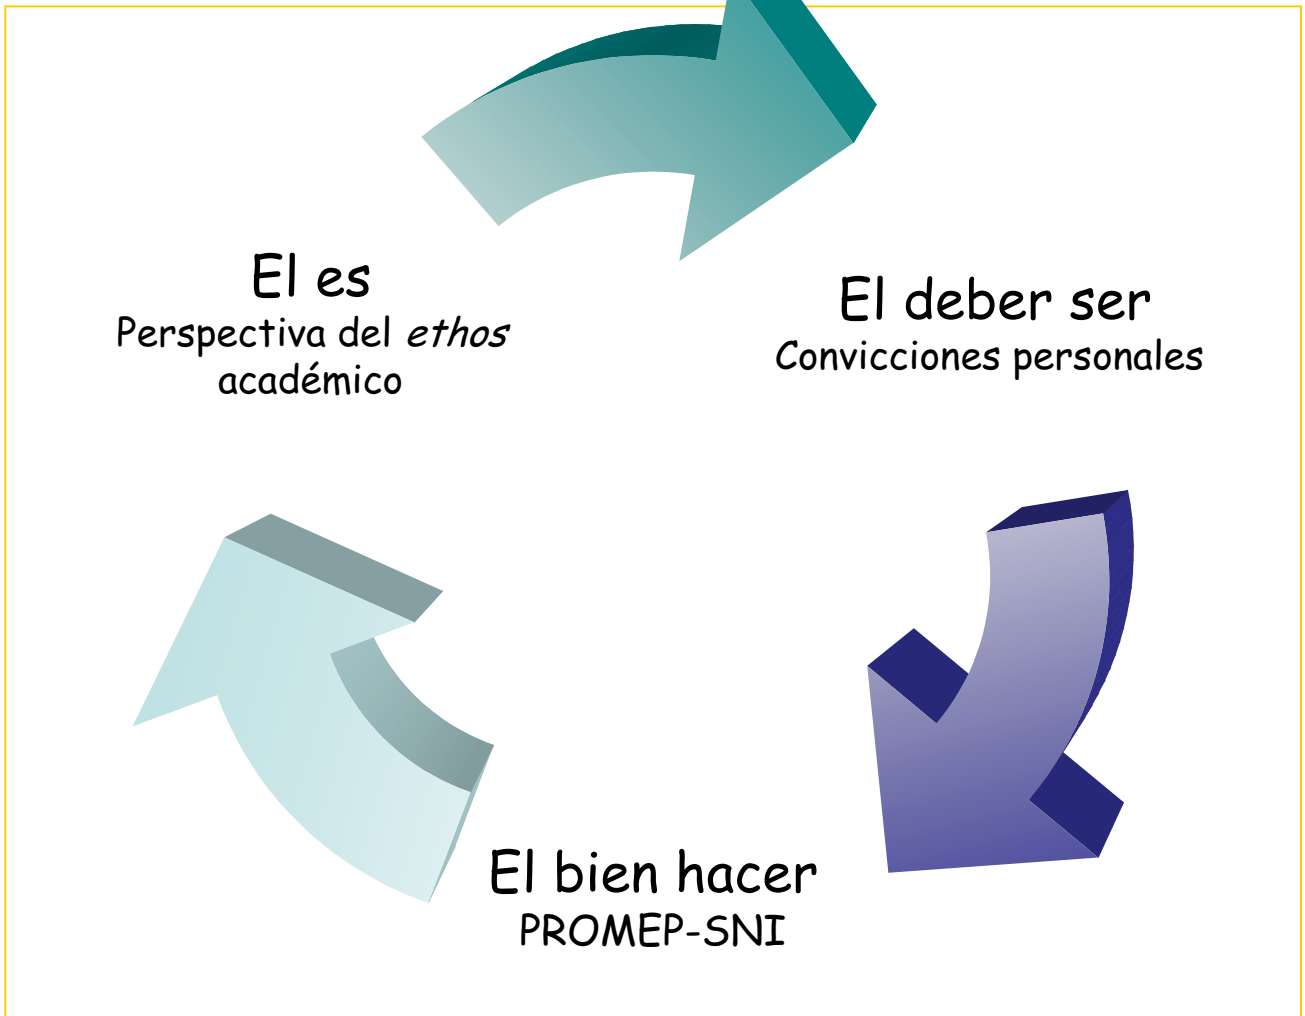 El es
Perspectiva del ethos
académico
El deber ser
Convicciones personales
El bien hacer
PROMEP-SNI